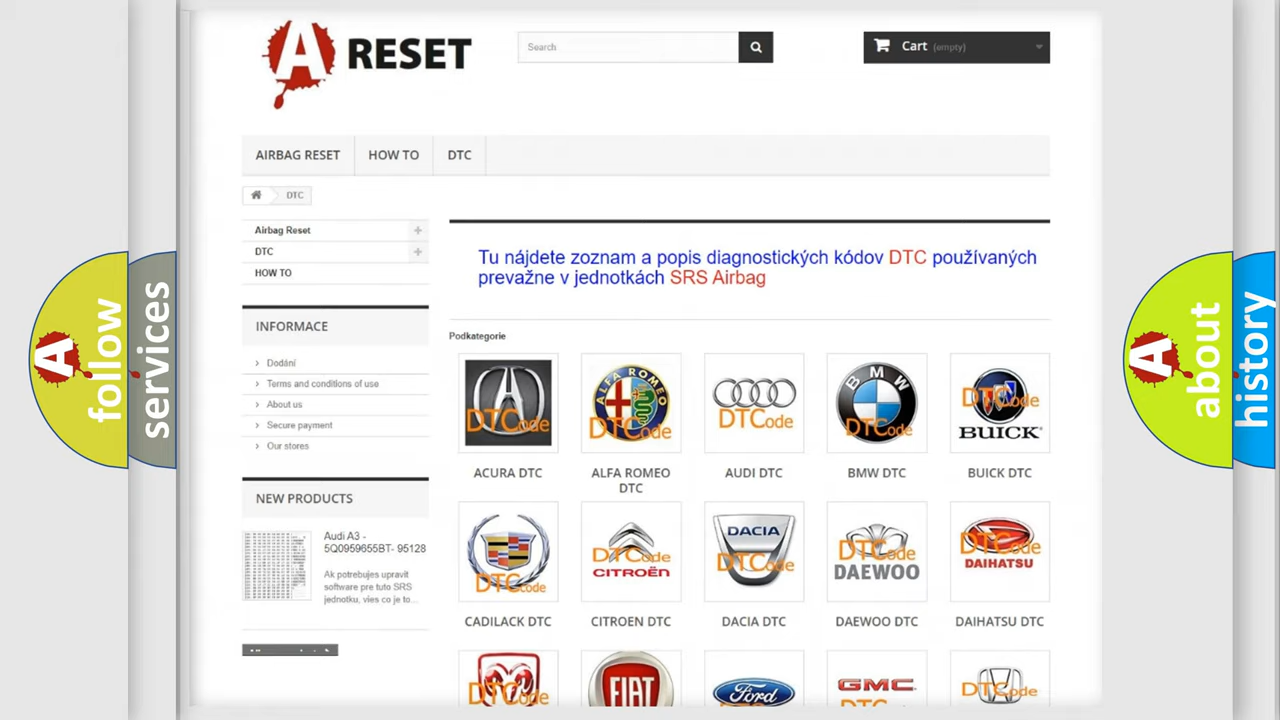 A RESET
Search
Cart (empty)
AIRBAG RESET
HOW TO
DTC
DTC
Airbag Reset
DTC
HOW TO
Tu nájdete zoznam a popis diagnostických kódov DTC používaných
prevažne v jednotkách SRS Airbag
INFORMACE
Podkategorie
Dodání
Terms and conditions of use
About us
Secure payment
Our stores
NEW PRODUCTS
Audi A3 -
5Q0959655BT- 95128
Ak potrebujes upravit
software pre tuto SRS
jednotku, vies co je to...
DTCode
ALFA ROMEO
DTCode
DTCode
BMW
DTCode
DTCode
BUICK
ACURA DTC
ALFA ROMEO
DTC
AUDI DTC
BMW DTC
BUICK DTC
DTCode
DTCode
CITROËN
DACIA
DTCode
DTCode
DAEWOO
DTCode
DAIHATSU
CADILACK DTC
CITROEN DTC
DACIA DTC
DAEWOO DTC
DAIHATSU DTC
DTCode
FIAT
Ford
GMC
DTCode
A
follow
services
A
about
history